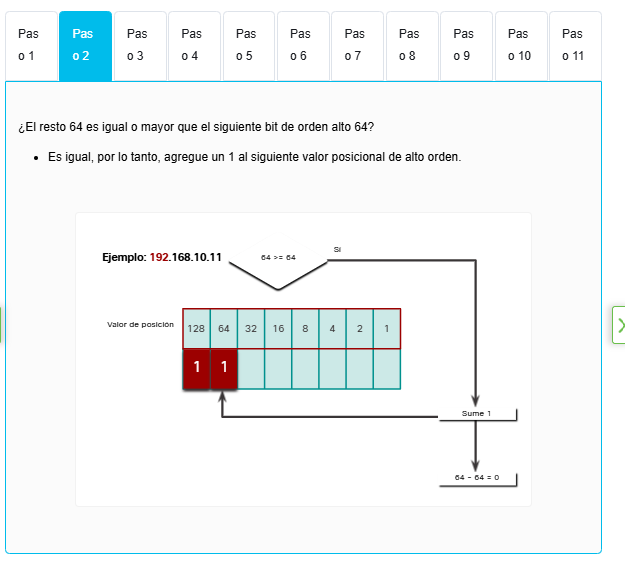 Pas Pas Pas Pas Pas Pas Pas Pas Pas Pas Pas
o 1 o 2 o 3 o 4 o 5 o 6 o 7 o 8 o 9 o 10 o 11
¿El resto 64 es igual o mayor que el siguiente bit de orden alto 64?
• Es igual, por lo tanto, agregue un 1 al siguiente valor posicional de alto orden.
Sí
Ejemplo: 192.168.10.11 64 >= 64
Valor de posición 128 64 32 16 8 4 2 1
1 1
Sume 1
64 - 64 = 0